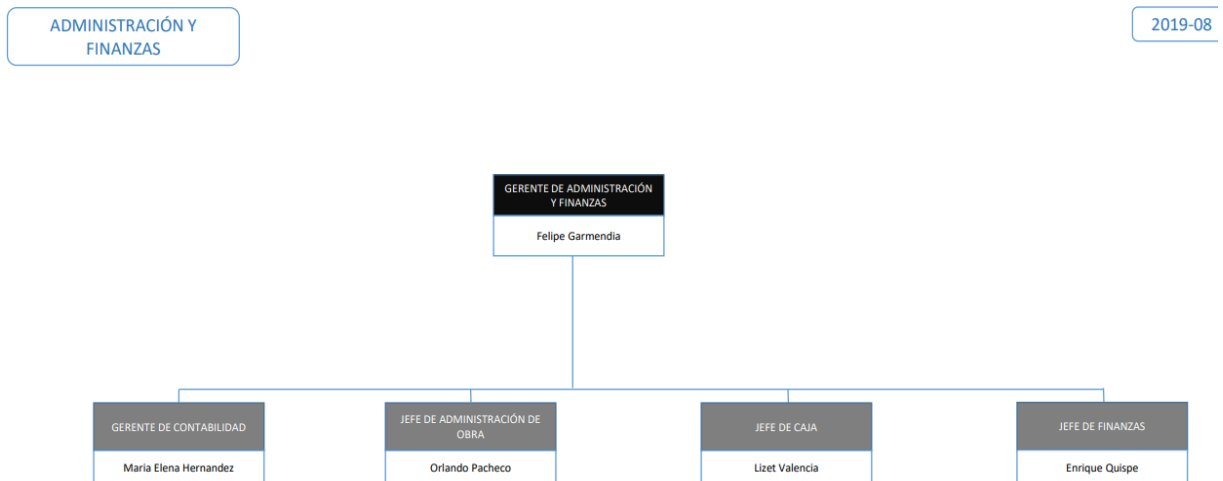 ADMINISTRACIÓN Y
FINANZAS
2019-08
GERENTE DE ADMINISTRACIÓN
Y FINANZAS
Felipe Garmendia
GERENTE DE CONTABILIDAD
Maria Elena Hernandez
JEFE DE ADMINISTRACIÓN DE
OBRA
Orlando Pacheco
JEFE DE CAJA
Lizet Valencia
JEFE DE FINANZAS
Enrique Quispe